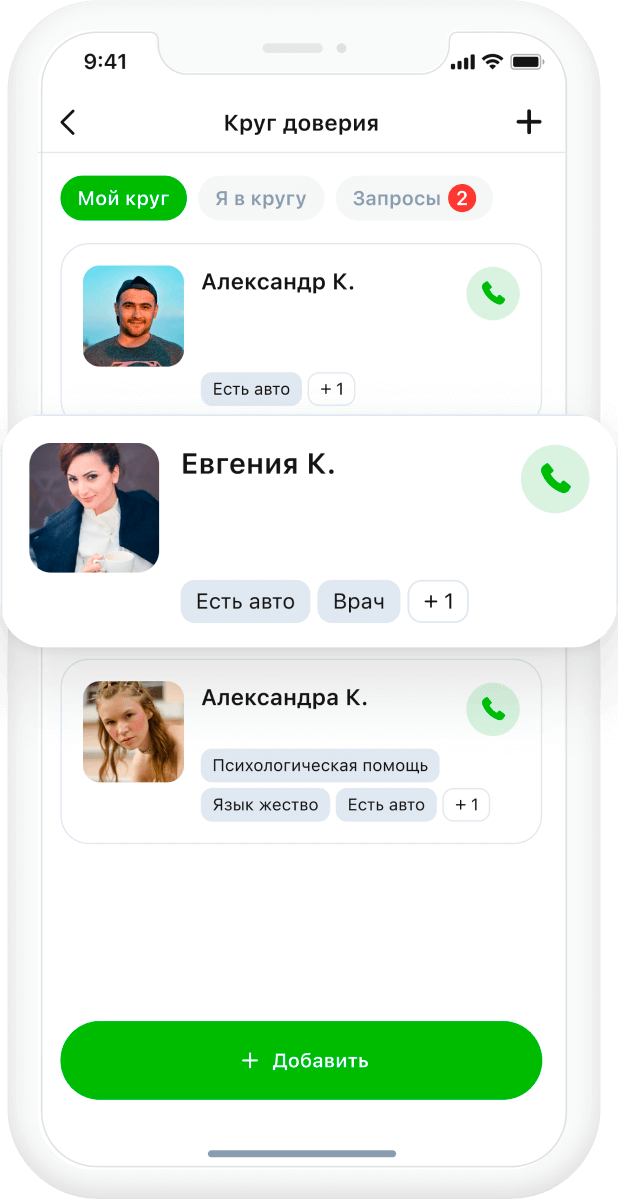 9:41
Круг доверия
Мой круг Я в кругу Запросы 2
Александр К.
Есть авто + 1
Евгения К.
Есть авто Врач + 1
Александра К.
Психологическая помощь
Язык жество Есть авто + 1
+ Добавить